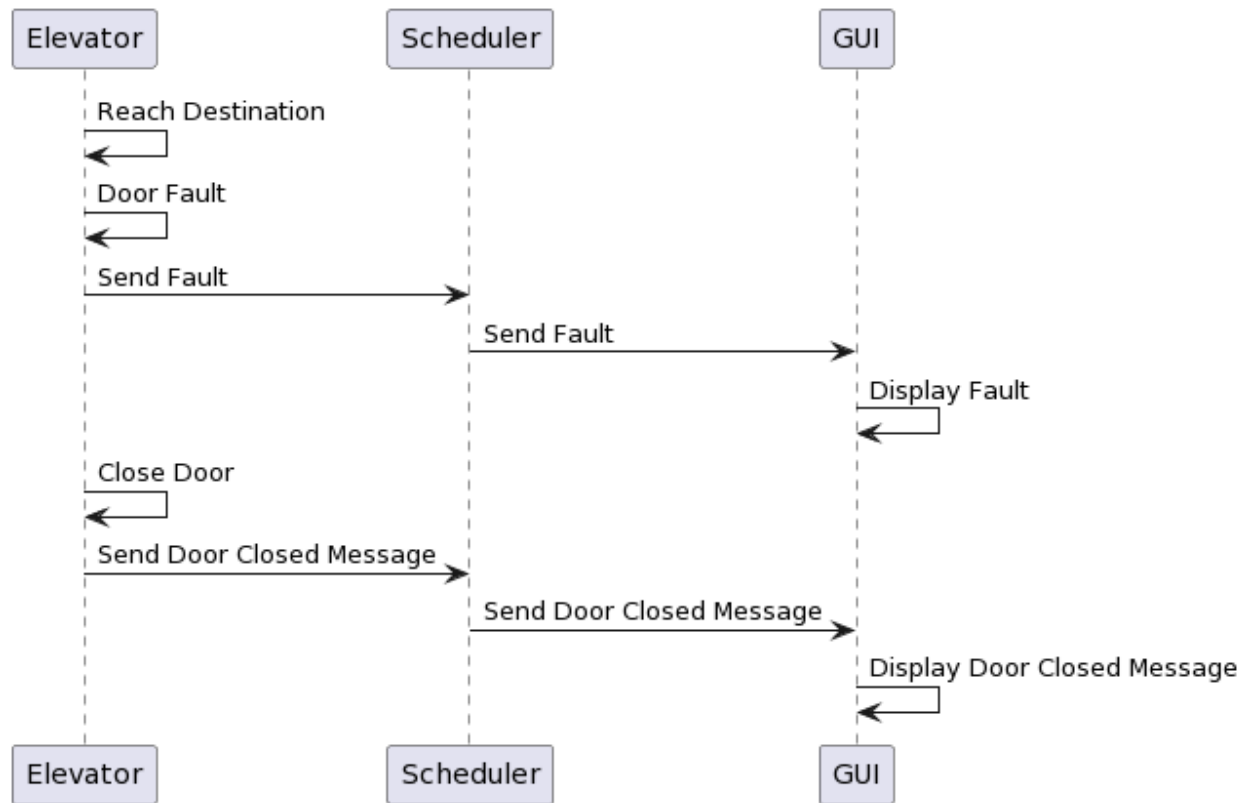 Elevator Scheduler GUI
Reach Destination
Door Fault
Send Fault
Send Fault
Display Fault
Close Door
Send Door Closed Message
Send Door Closed Message
Display Door Closed Message
Elevator Scheduler GUI